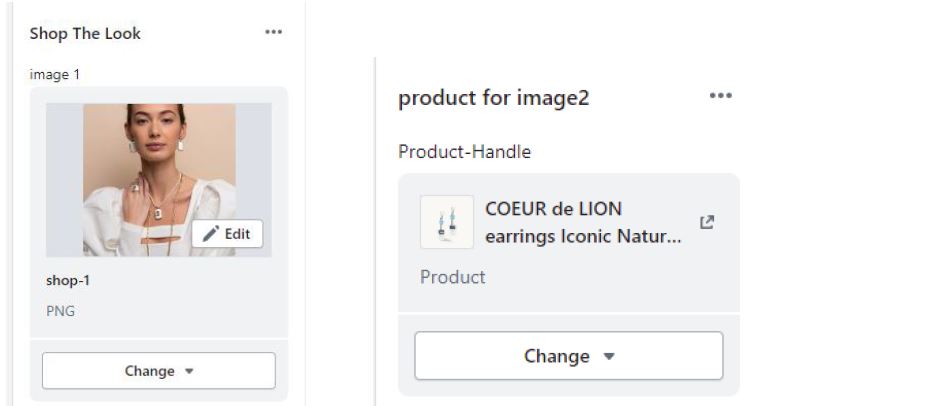 Shop The Look
image 1
Edit
shop-1
PNG
Change
product for image2
Product-Handle
COEUR de LION
earrings Iconic Natur...
Product
Change